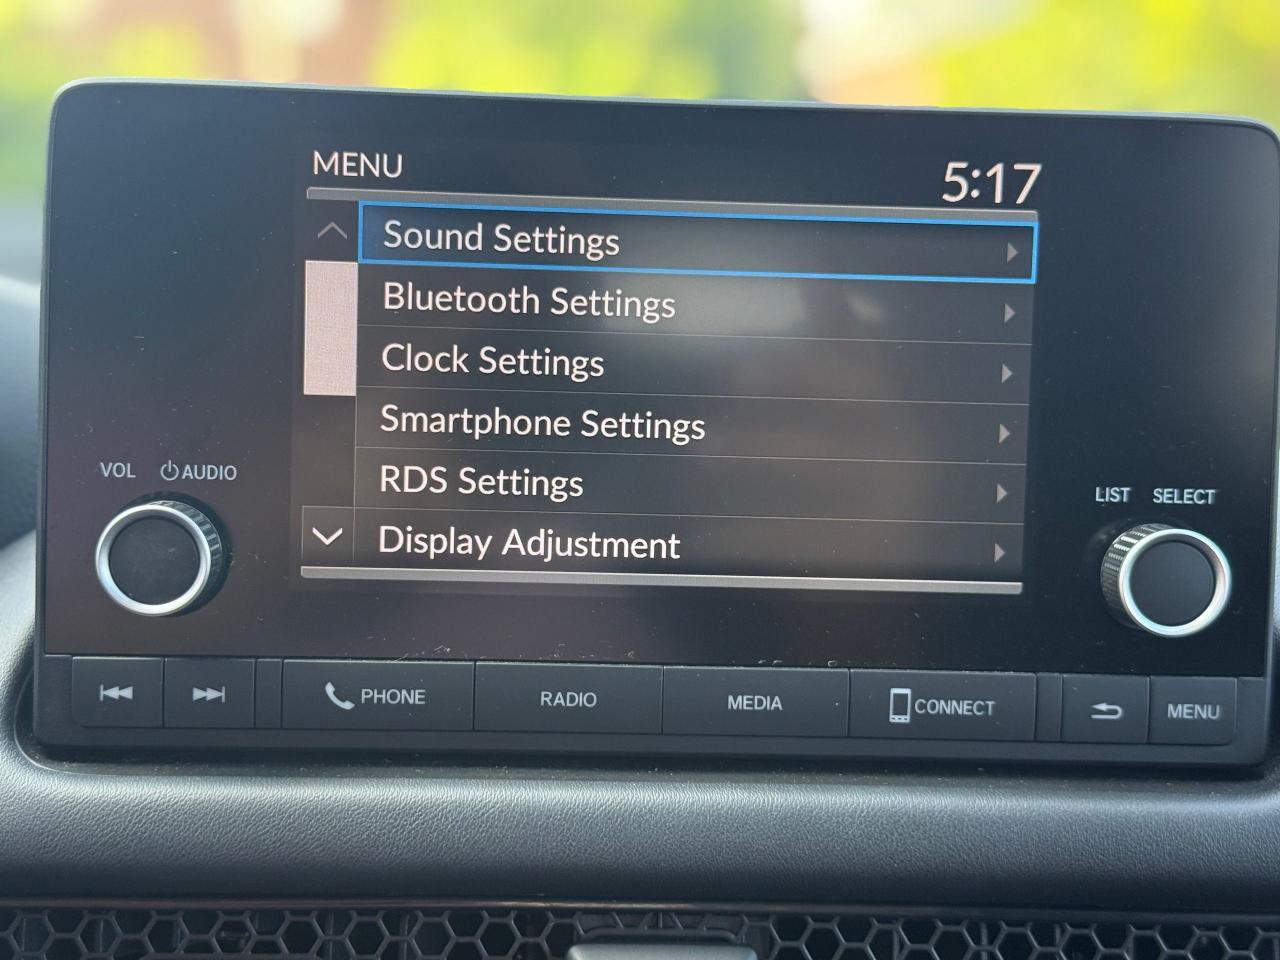 MENU
5:17
Sound Settings
Bluetooth Settings
Clock Settings
Smartphone Settings
RDS Settings
Display Adjustment
VOL AUDIO
LIST SELECT
PHONE
RADIO
MEDIA
CONNECT
MENU